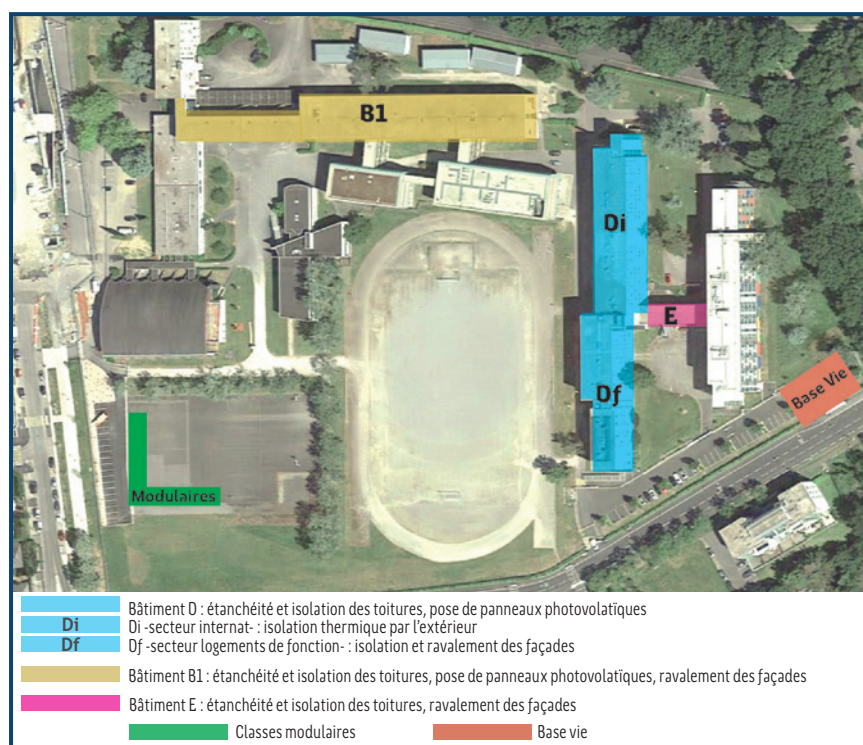 B1
Di
E
Df
Base Vie
Modulaires
Bâtiment D : étanchéité et isolation des toitures, pose de panneaux photovolatïques
Di Di -secteur internat- : isolation thermique par l'extérieur
Df Df -secteur logements de fonction- : isolation et ravalement des façades
Bâtiment B1 : étanchéité et isolation des toitures, pose de panneaux photovolatïques, ravalement des façades
Bâtiment E : étanchéité et isolation des toitures, ravalement des façades
Classes modulaires Base vie